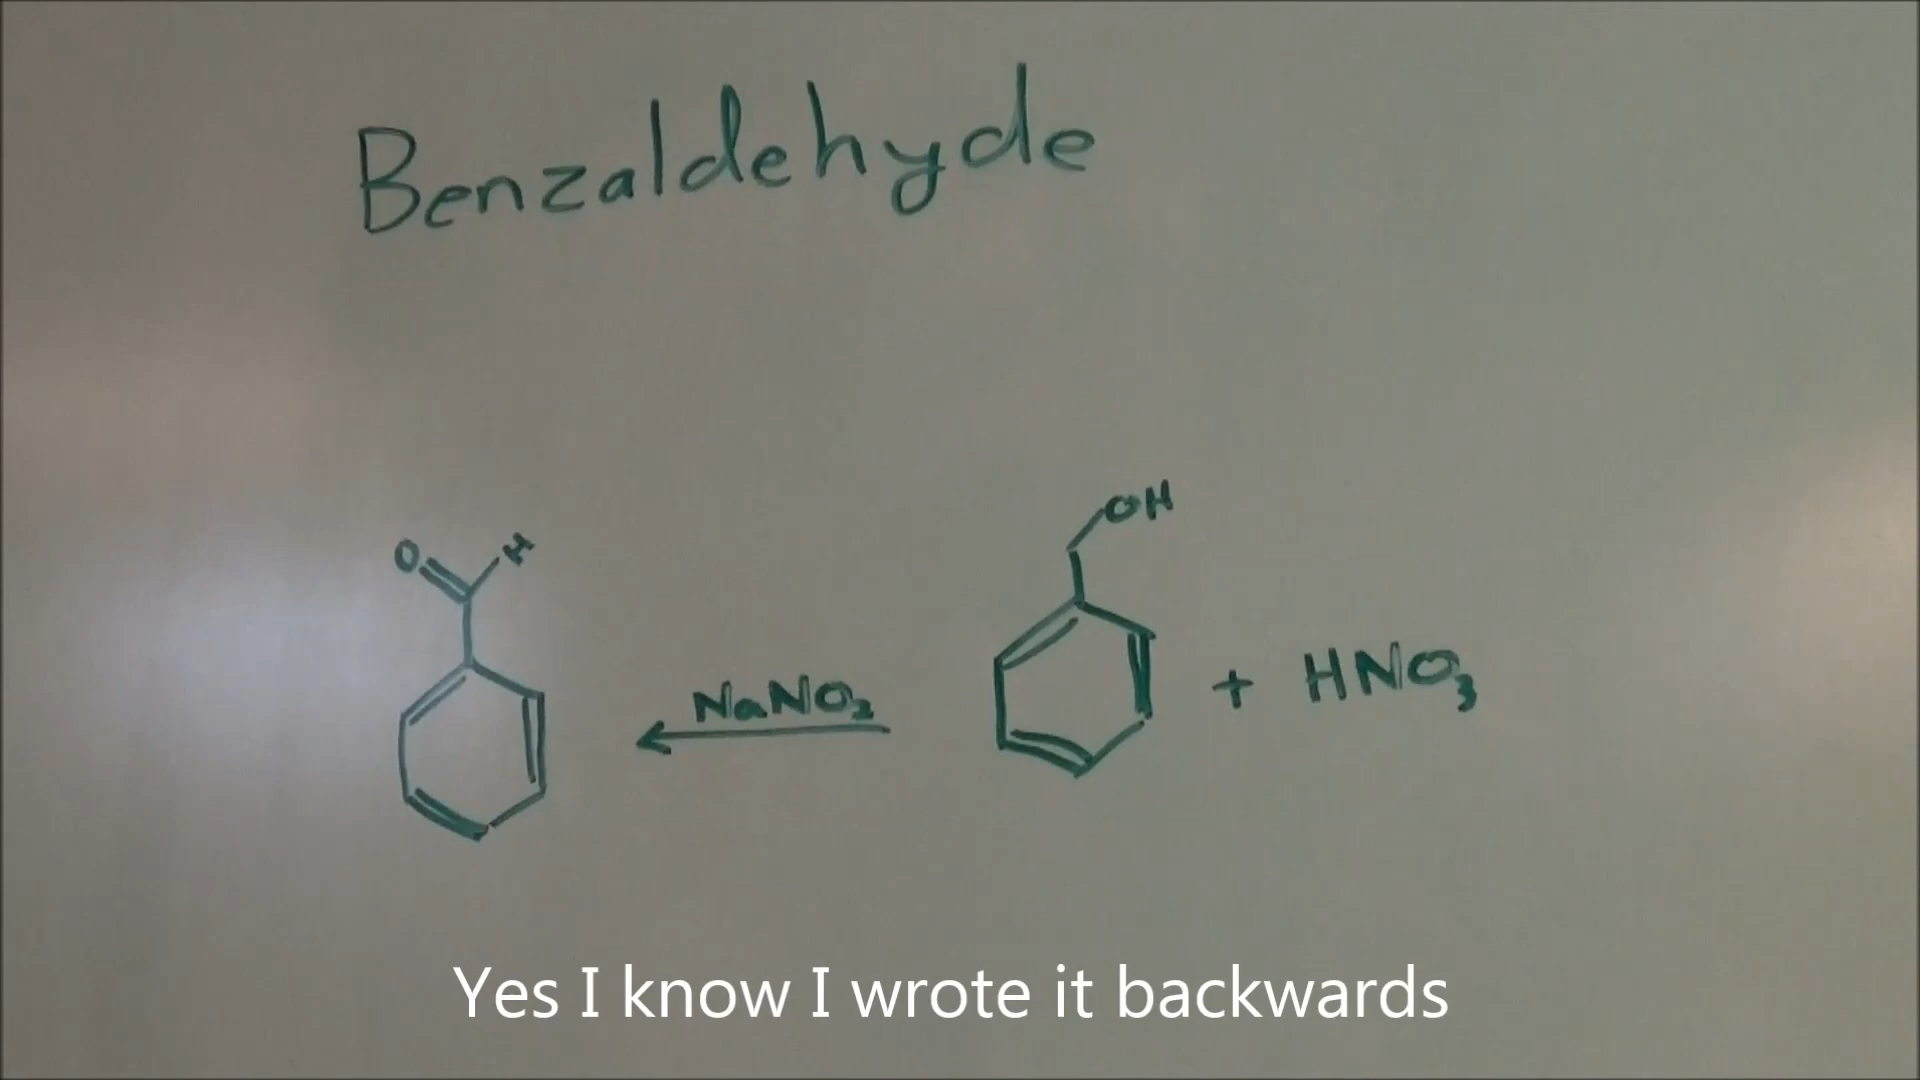 Benzaldehyde
O H
OH
NaNO₂
+ HNO₃
Yes I know I wrote it backwards